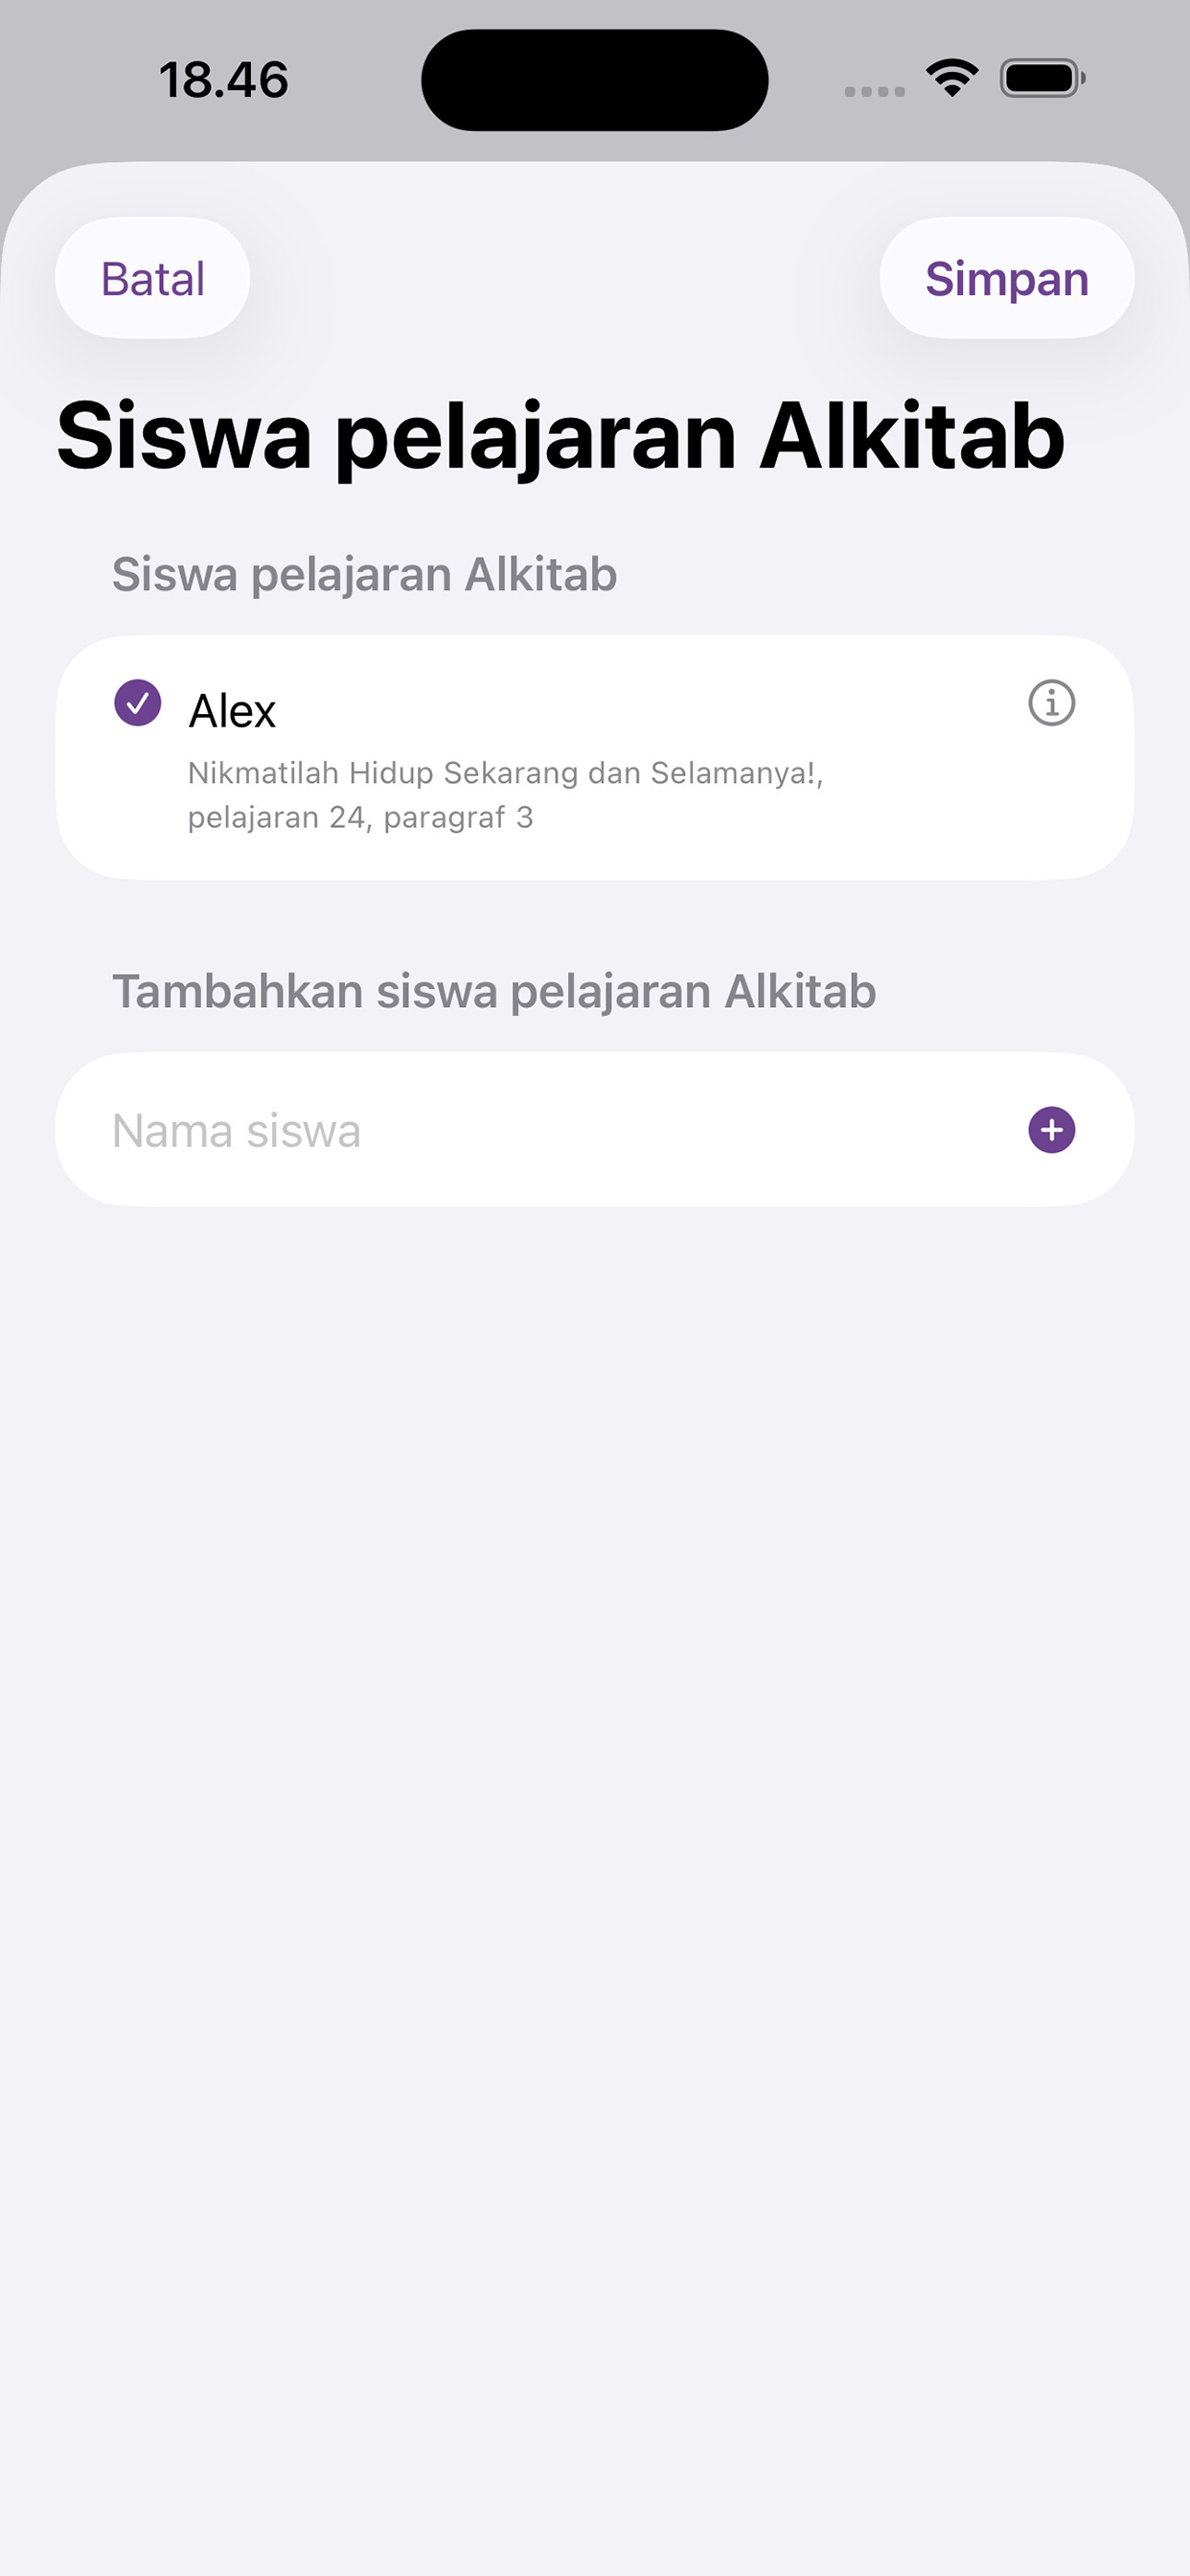 18.46
Batal
Simpan
Siswa pelajaran Alkitab
Siswa pelajaran Alkitab
Alex
Nikmatilah Hidup Sekarang dan Selamanya!,
pelajaran 24, paragraf 3
Tambahkan siswa pelajaran Alkitab
Nama siswa